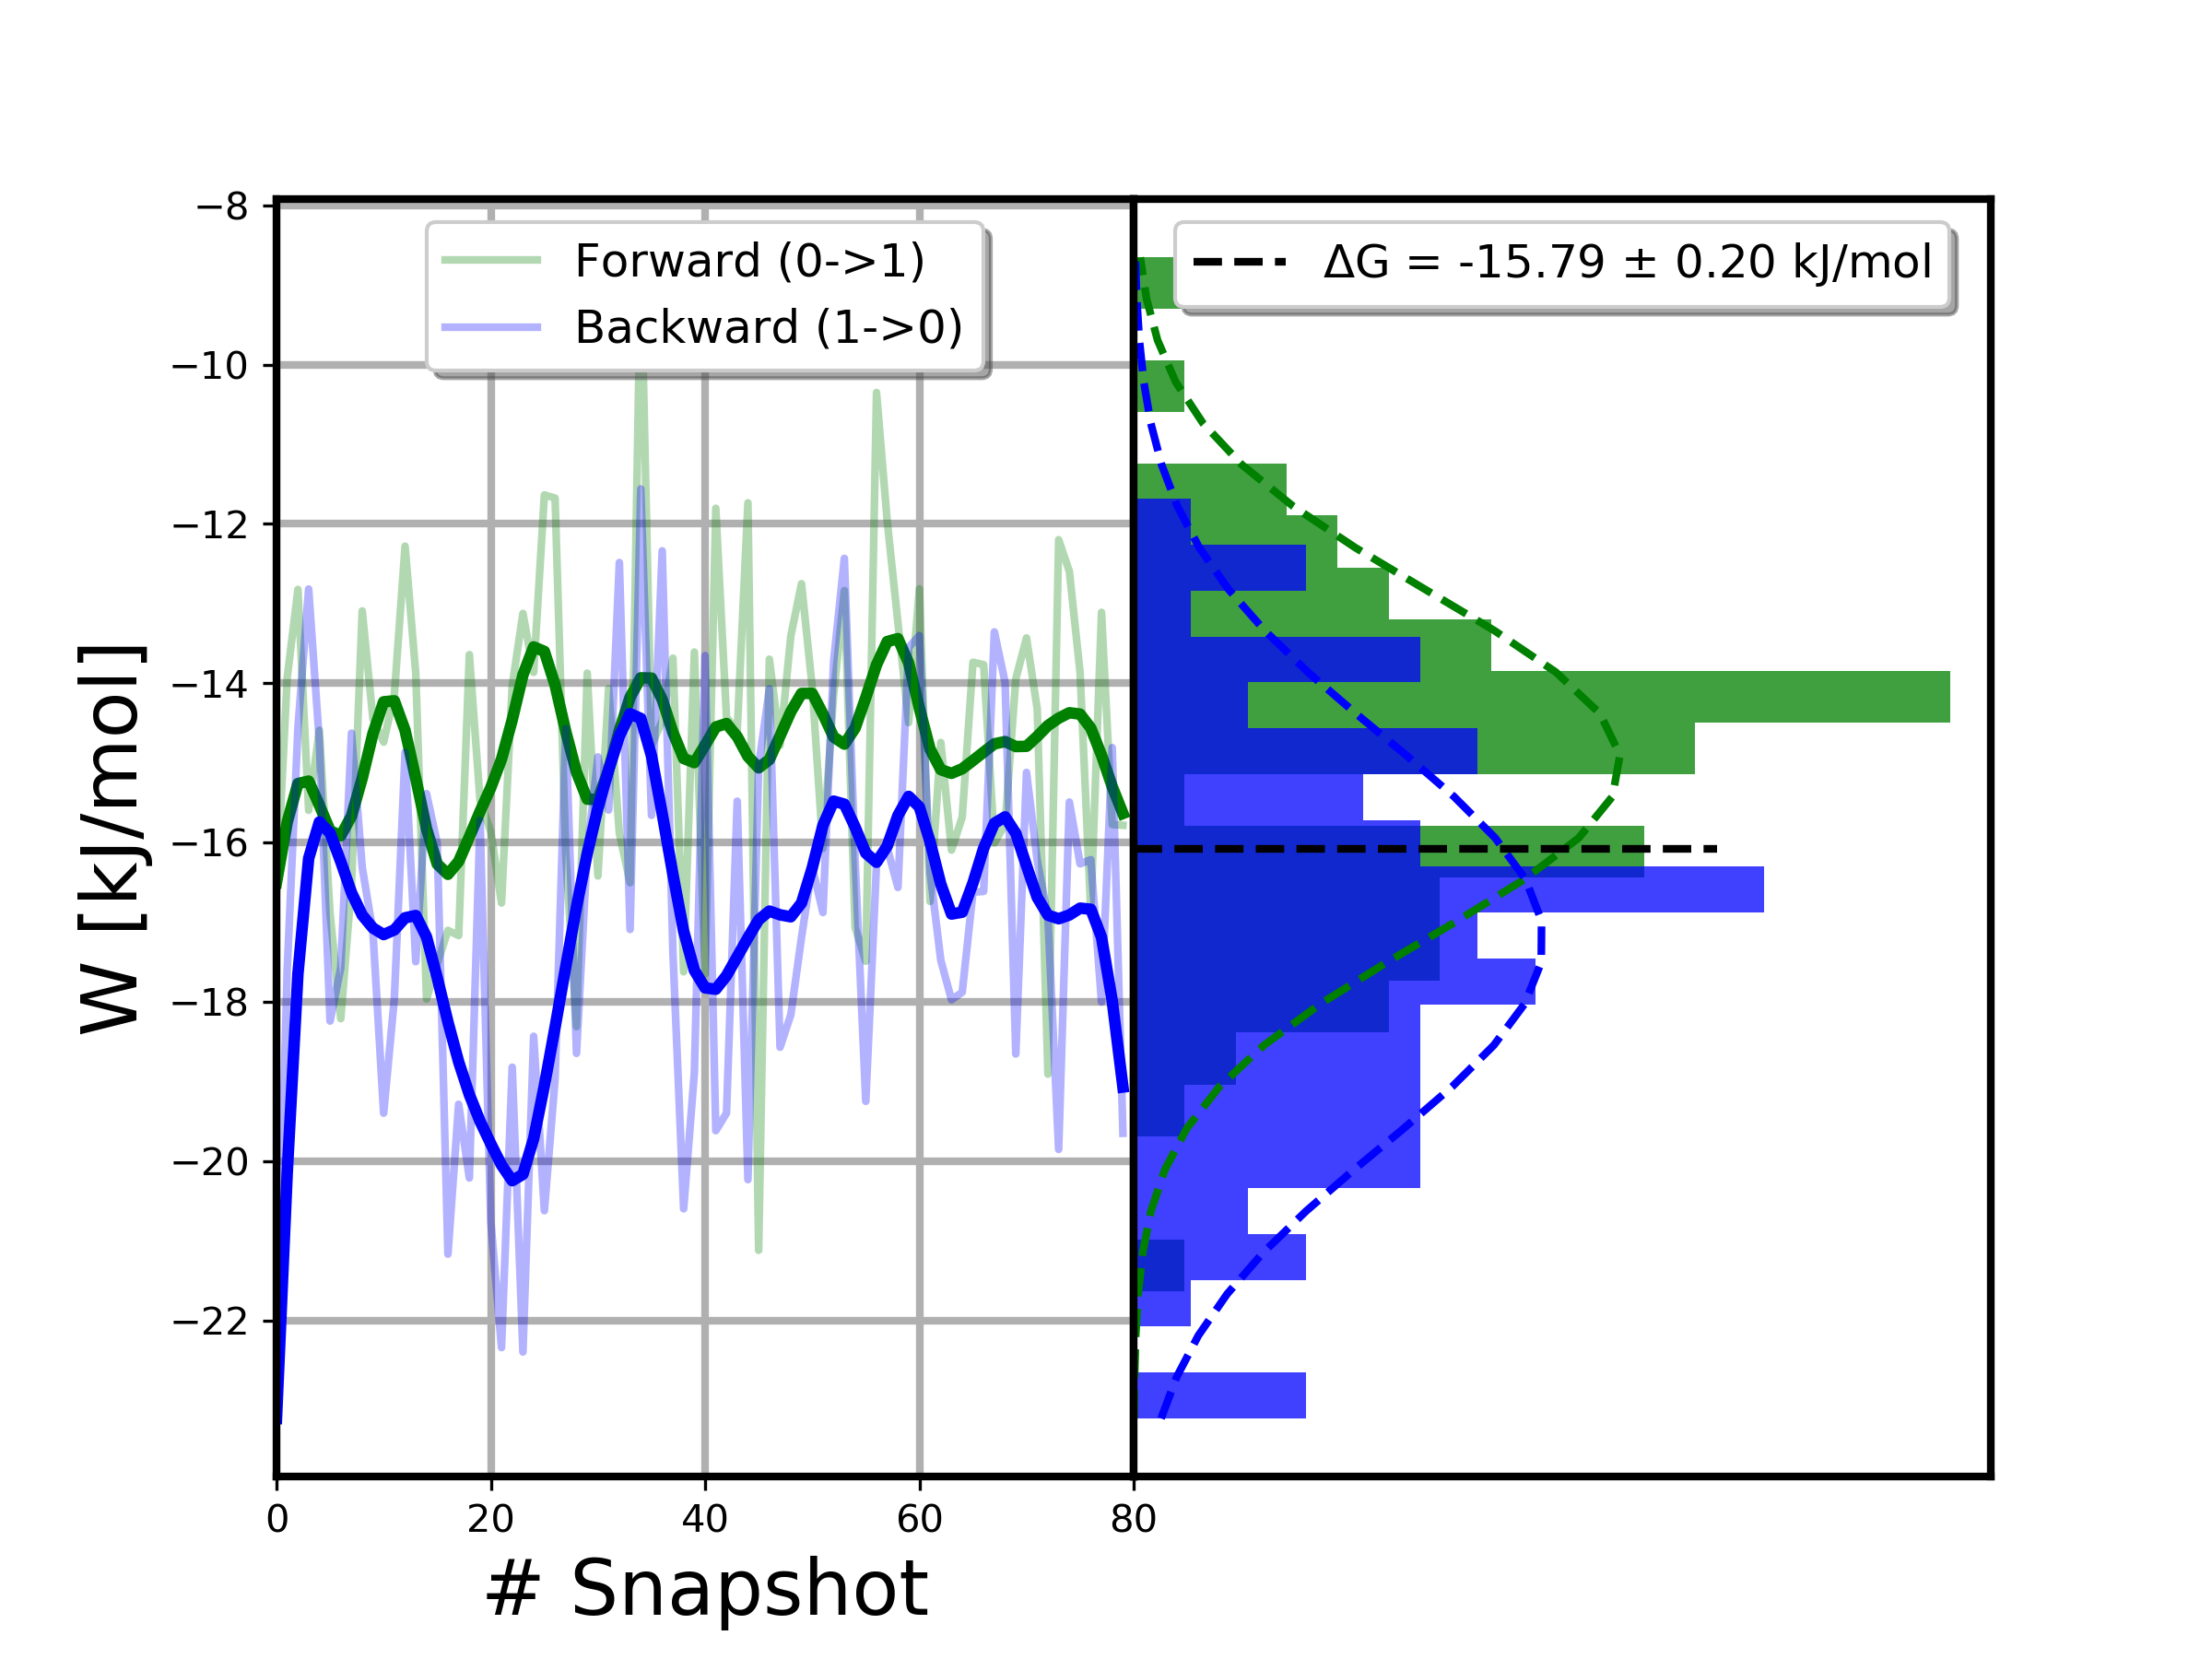 −8
−10
−12
−14
−16
−18
−20
−22
W [kJ/mol]
Forward (0->1)
Backward (1->0)
ΔG = -15.79 ± 0.20 kJ/mol
0 20 40 60 80
# Snapshot